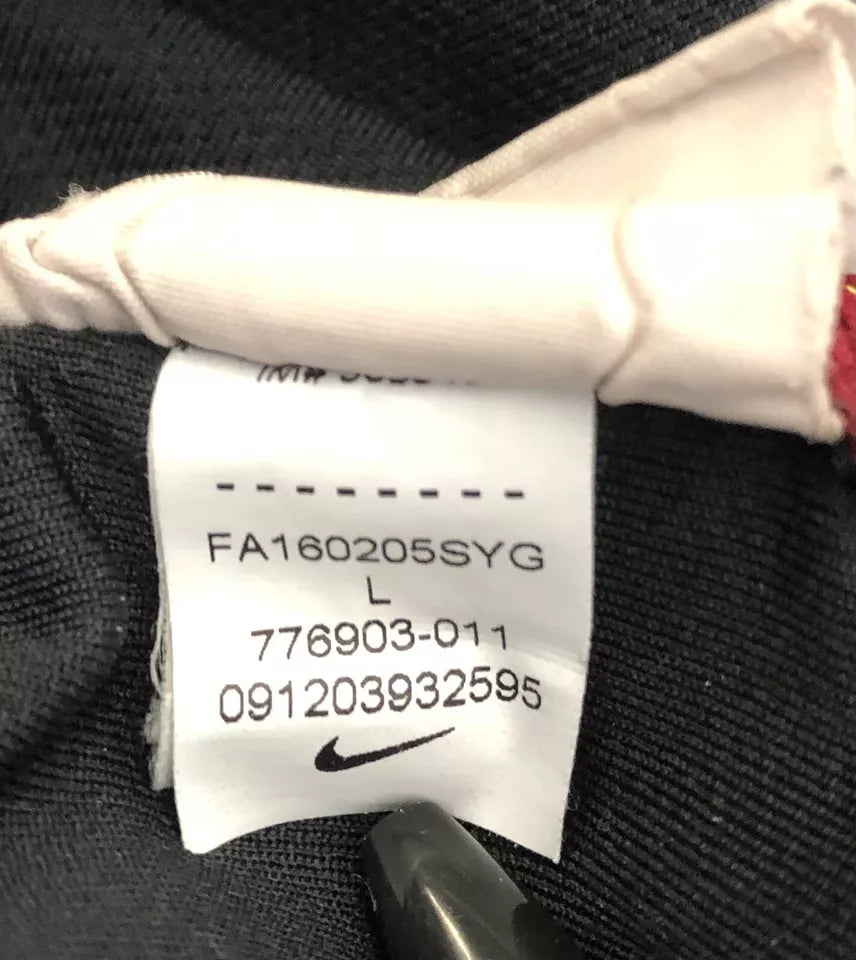 - - - - - - - -
FA160205SYG
L
776903-011
091203932595